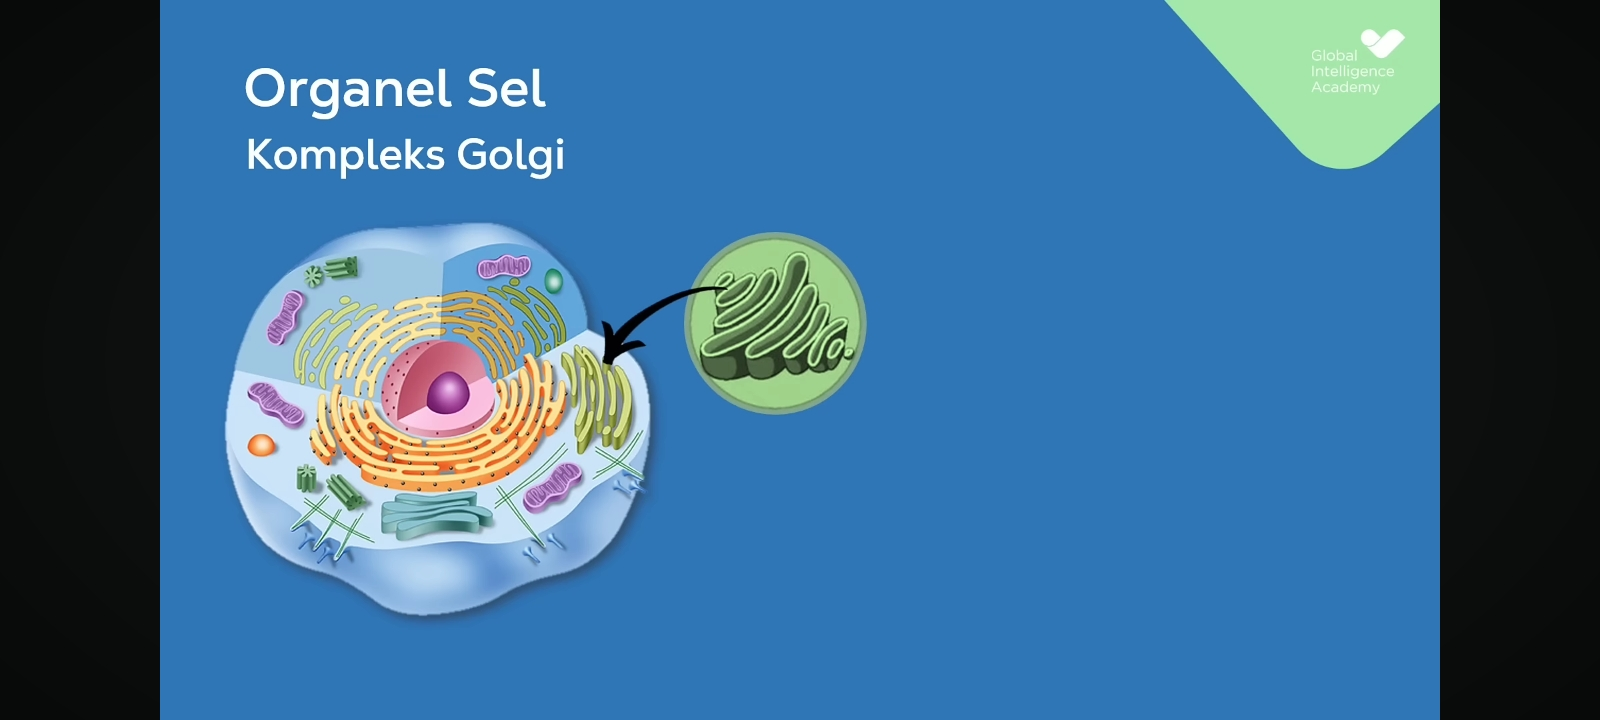 Organel Sel
Kompleks Golgi
Global
Intelligence
Academy